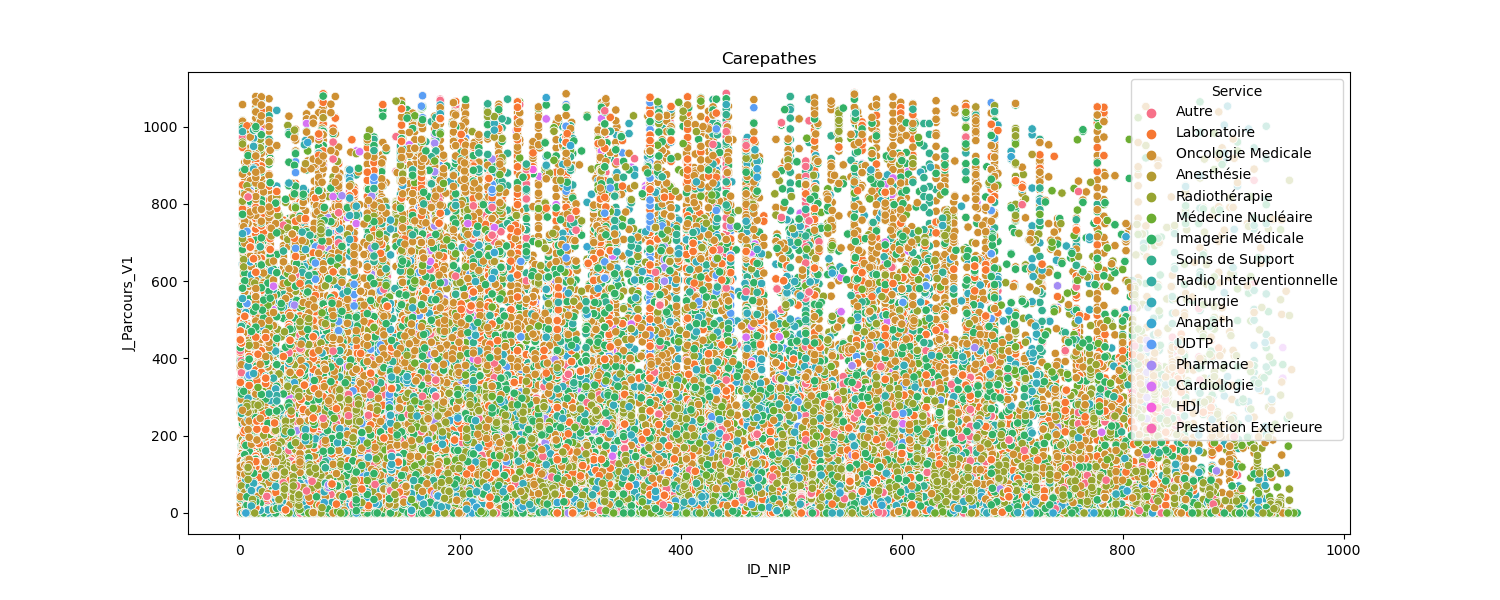 Carepathes
Service
Autre
Laboratoire
Oncologie Medicale
Anesthésie
Radiothérapie
Médecine Nucléaire
Imagerie Médicale
Soins de Support
Radio Interventionnelle
Chirurgie
Anapath
UDTP
Pharmacie
Cardiologie
HDJ
Prestation Exterieure
J_Parcours_V1
1000
800
600
400
200
0
0 200 400 600 800 1000
ID_NIP